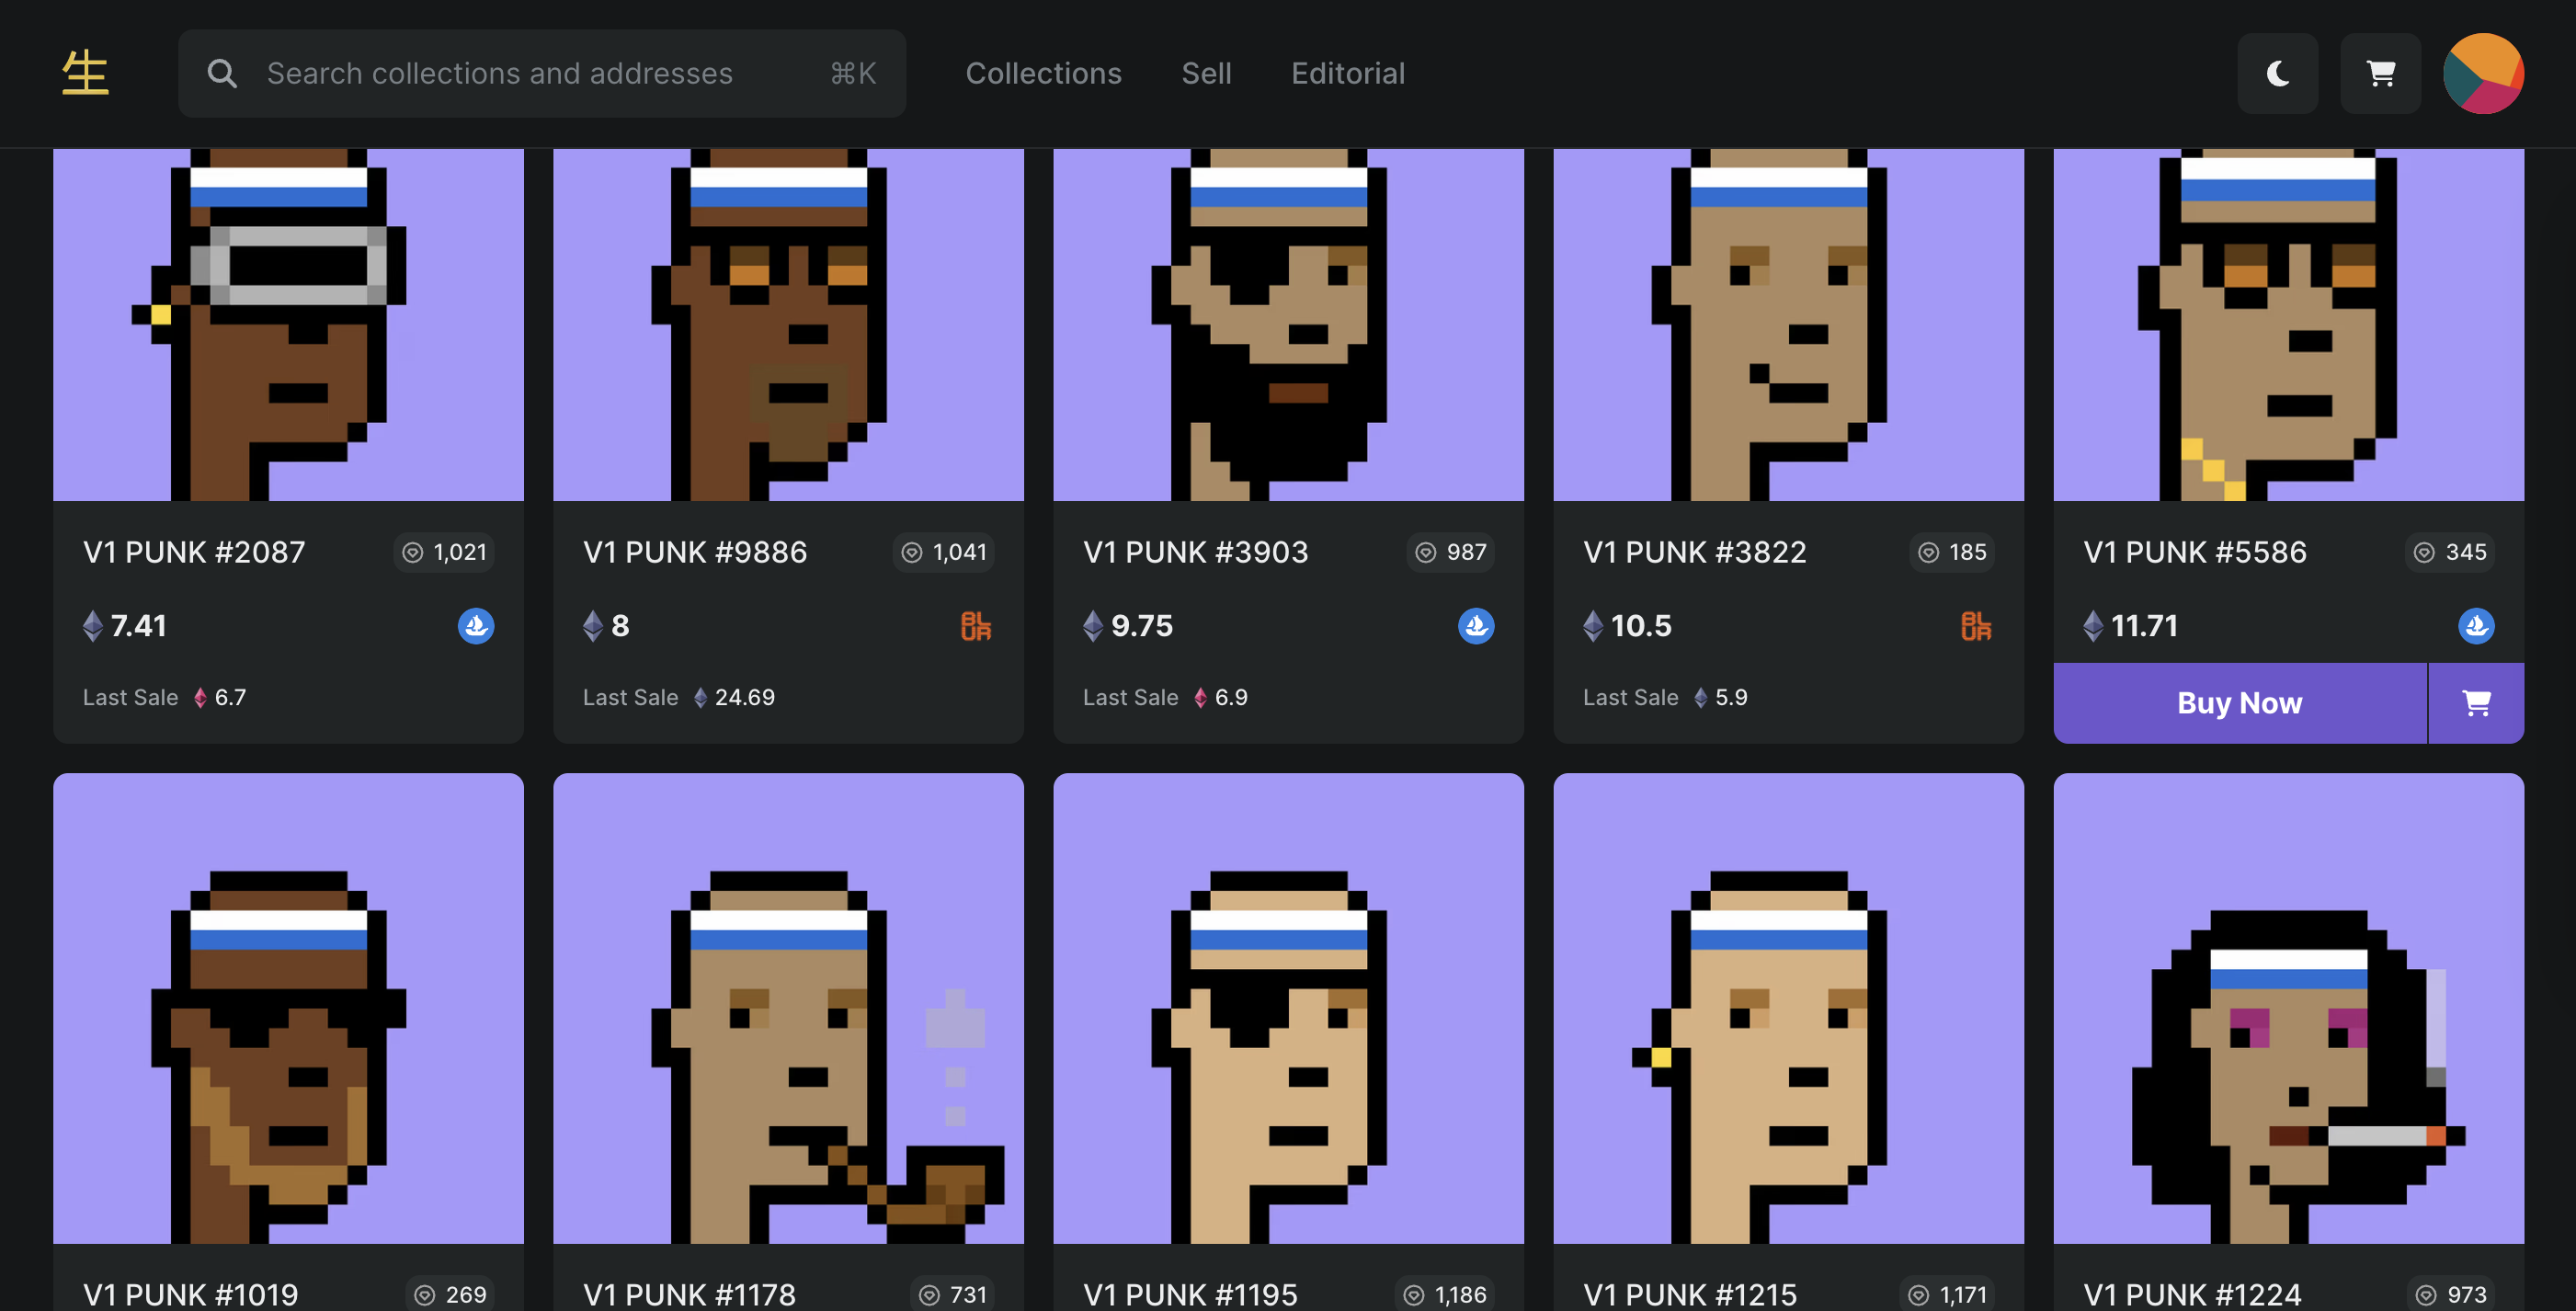 生 Search collections and addresses ⌘K Collections Sell Editorial
V1 PUNK #2087 1,021
7.41
Last Sale 6.7
V1 PUNK #9886 1,041
8 BLUR
Last Sale 24.69
V1 PUNK #3903 987
9.75
Last Sale 6.9
V1 PUNK #3822 185
10.5 BLUR
Last Sale 5.9
V1 PUNK #5586 345
11.71
Buy Now
V1 PUNK #1019 269
V1 PUNK #1178 731
V1 PUNK #1195 1,186
V1 PUNK #1215 1,171
V1 PUNK #1224 973